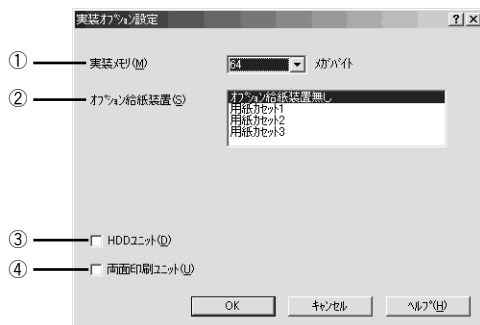 実装ｵﾌﾟｼｮﾝ設定
① 実装ﾒﾓﾘ(M) 64 ﾒｶﾞﾊﾞｲﾄ
② ｵﾌﾟｼｮﾝ給紙装置(S) ｵﾌﾟｼｮﾝ給紙装置無し
用紙ｶｾｯﾄ1
用紙ｶｾｯﾄ2
用紙ｶｾｯﾄ3
③ HDDﾕﾆｯﾄ(D)
④ 両面印刷ﾕﾆｯﾄ(U)
OK ｷｬﾝｾﾙ ﾍﾙﾌﾟ(H)